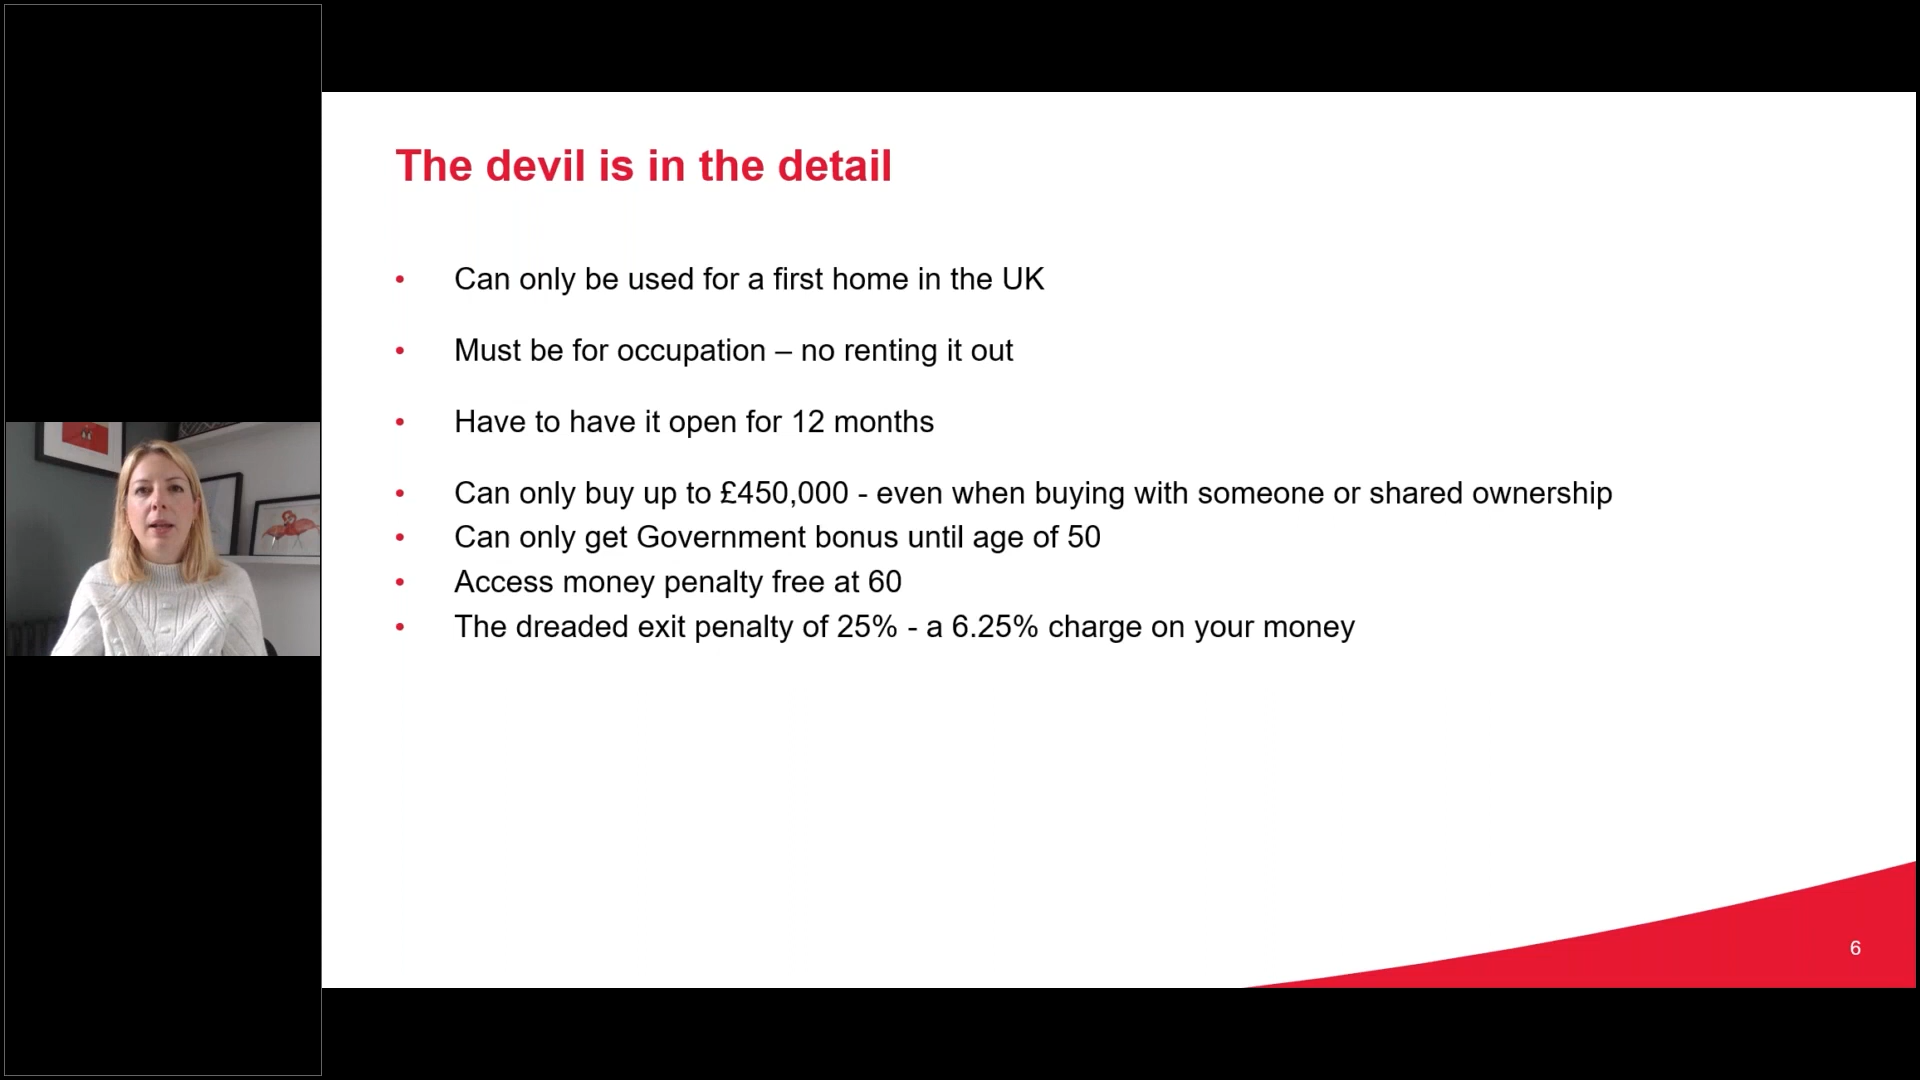 The devil is in the detail
• Can only be used for a first home in the UK
• Must be for occupation – no renting it out
• Have to have it open for 12 months
• Can only buy up to £450,000 - even when buying with someone or shared ownership
• Can only get Government bonus until age of 50
• Access money penalty free at 60
• The dreaded exit penalty of 25% - a 6.25% charge on your money
6